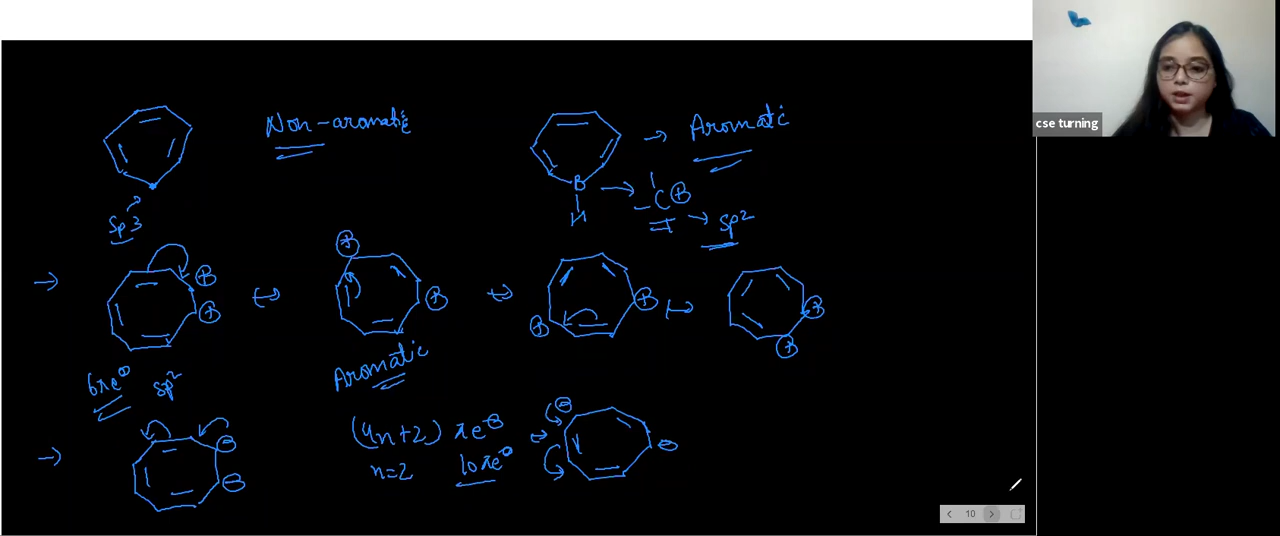 Non-aromatic
sp3
B
H
→ Aromatic
→ C⊕
→ sp²
→ ⊕ ⊕
↔ ⊕ ⊕
↔ ⊕ ⊕
↔ ⊕ ⊕
6πe⊖ sp²
Aromatic
→ ⊖ ⊖
(4n+2) πe⊖
n=2 10πe⊖
↔ ⊖ ⊖
cse turning
10